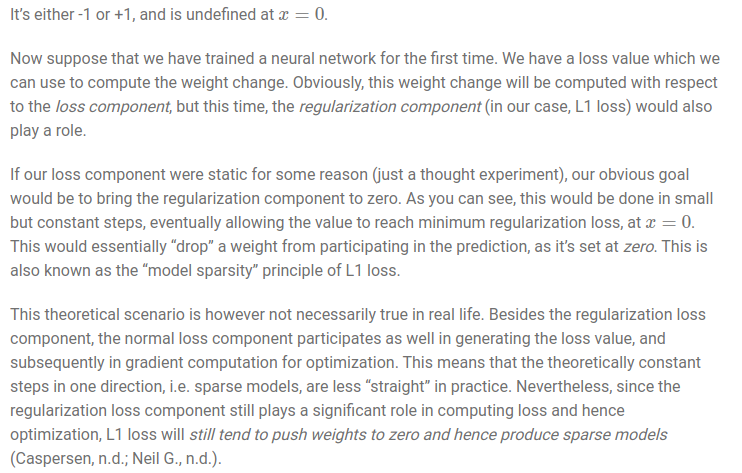 It's either -1 or +1, and is undefined at x = 0.
Now suppose that we have trained a neural network for the first time. We have a loss value which we
can use to compute the weight change. Obviously, this weight change will be computed with respect
to the loss component, but this time, the regularization component (in our case, L1 loss) would also
play a role.
If our loss component were static for some reason (just a thought experiment), our obvious goal
would be to bring the regularization component to zero. As you can see, this would be done in small
but constant steps, eventually allowing the value to reach minimum regularization loss, at x = 0.
This would essentially “drop” a weight from participating in the prediction, as it's set at zero. This is
also known as the “model sparsity” principle of L1 loss.
This theoretical scenario is however not necessarily true in real life. Besides the regularization loss
component, the normal loss component participates as well in generating the loss value, and
subsequently in gradient computation for optimization. This means that the theoretically constant
steps in one direction, i.e. sparse models, are less “straight” in practice. Nevertheless, since the
regularization loss component still plays a significant role in computing loss and hence
optimization, L1 loss will still tend to push weights to zero and hence produce sparse models
(Caspersen, n.d.; Neil G., n.d.).